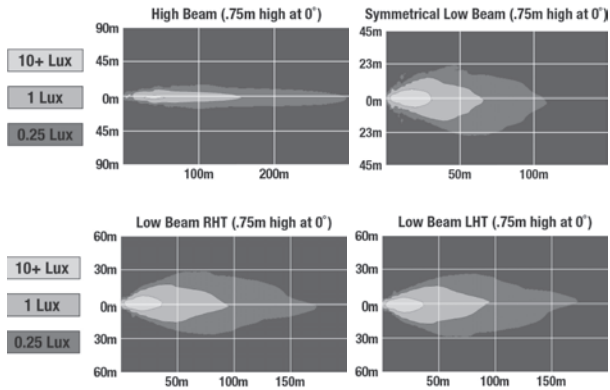 High Beam (.75m high at 0°)
90m
45m
0m
45m
90m
100m
200m
Symmetrical Low Beam (.75m high at 0°)
45m
23m
0m
23m
45m
50m
100m
10+ Lux
1 Lux
0.25 Lux
Low Beam RHT (.75m high at 0°)
60m
30m
0m
30m
60m
50m
100m
150m
Low Beam LHT (.75m high at 0°)
60m
30m
0m
30m
60m
50m
100m
150m
10+ Lux
1 Lux
0.25 Lux